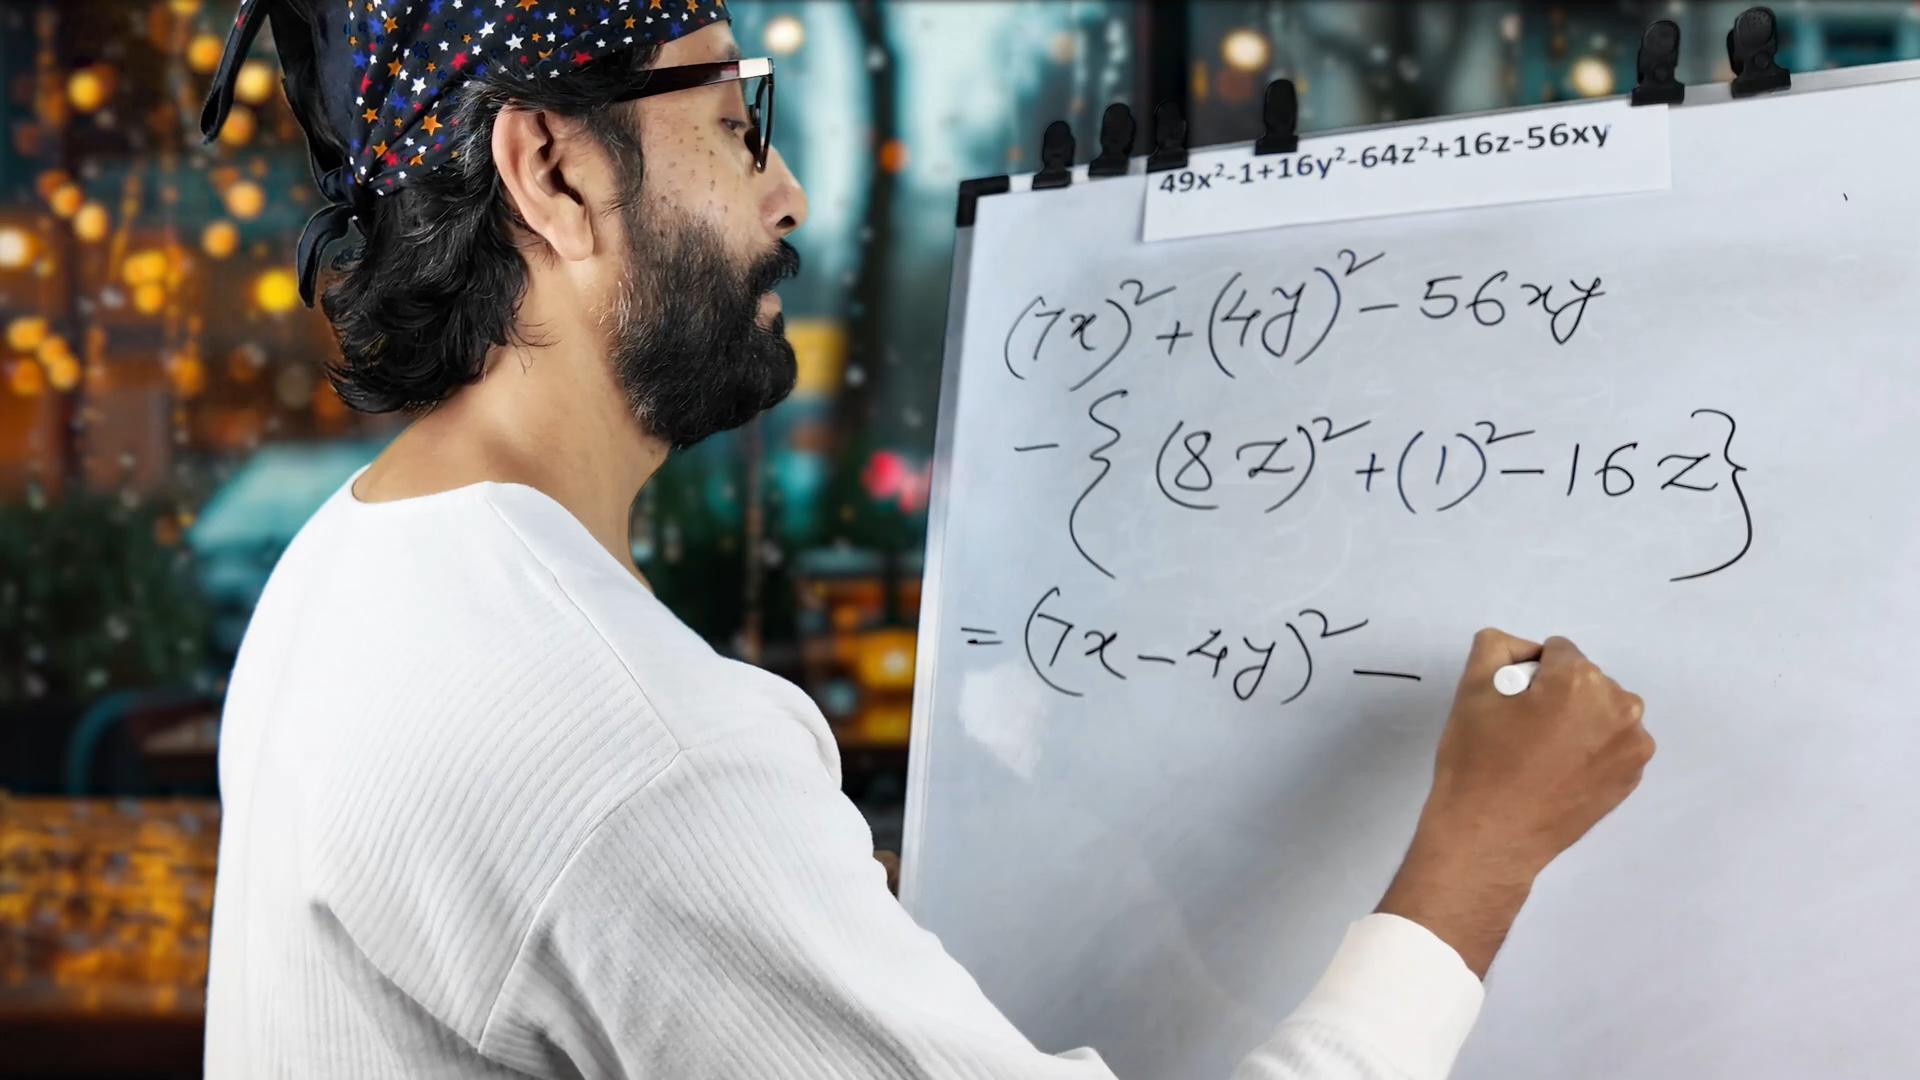 49x²-1+16y²-64z²+16z-56xy
(7x)²+(4y)²-56xy
-{(8z)²+(1)²-16z}
=(7x-4y)²-